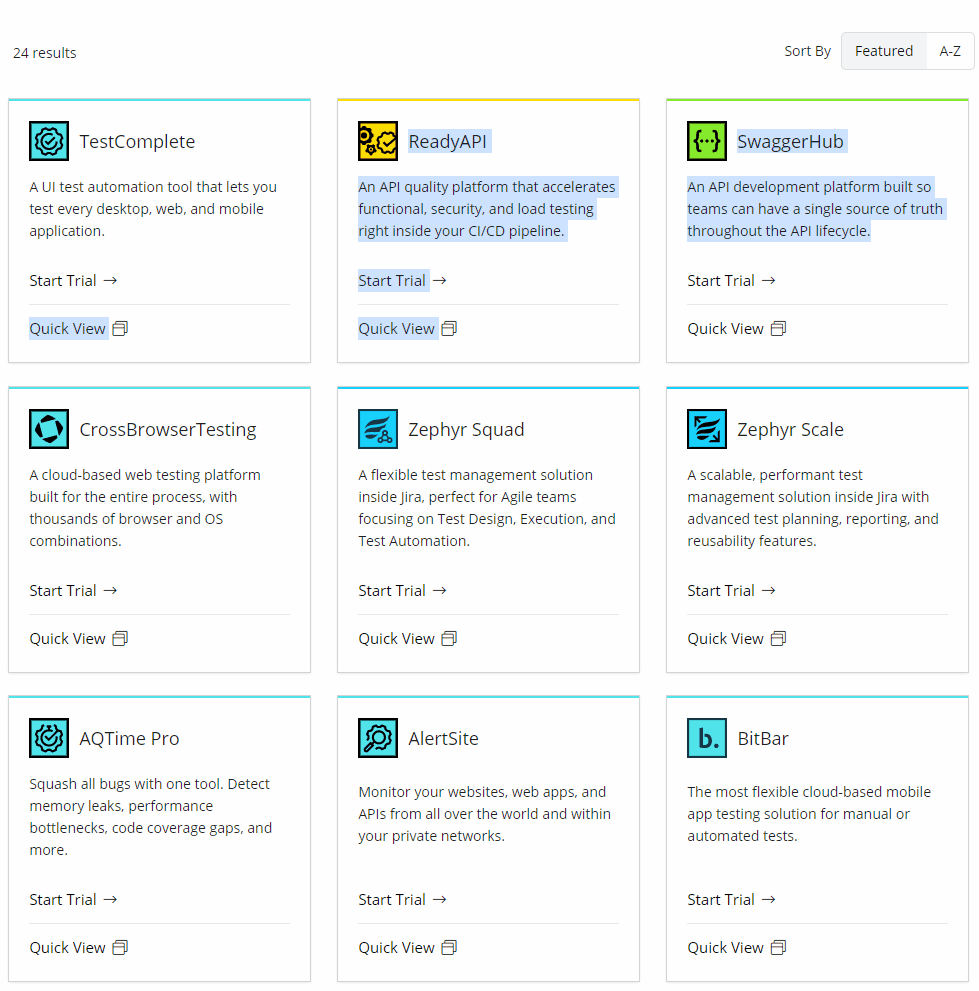 24 results
Sort By
Featured
A-Z
TestComplete
A UI test automation tool that lets you
test every desktop, web, and mobile
application.
Start Trial →
Quick View
ReadyAPI
An API quality platform that accelerates
functional, security, and load testing
right inside your CI/CD pipeline.
Start Trial →
Quick View
SwaggerHub
An API development platform built so
teams can have a single source of truth
throughout the API lifecycle.
Start Trial →
Quick View
CrossBrowserTesting
A cloud-based web testing platform
built for the entire process, with
thousands of browser and OS
combinations.
Start Trial →
Quick View
Zephyr Squad
A flexible test management solution
inside Jira, perfect for Agile teams
focusing on Test Design, Execution, and
Test Automation.
Start Trial →
Quick View
Zephyr Scale
A scalable, performant test
management solution inside Jira with
advanced test planning, reporting, and
reusability features.
Start Trial →
Quick View
AQTime Pro
Squash all bugs with one tool. Detect
memory leaks, performance
bottlenecks, code coverage gaps, and
more.
Start Trial →
Quick View
AlertSite
Monitor your websites, web apps, and
APIs from all over the world and within
your private networks.
Start Trial →
Quick View
b.
BitBar
The most flexible cloud-based mobile
app testing solution for manual or
automated tests.
Start Trial →
Quick View